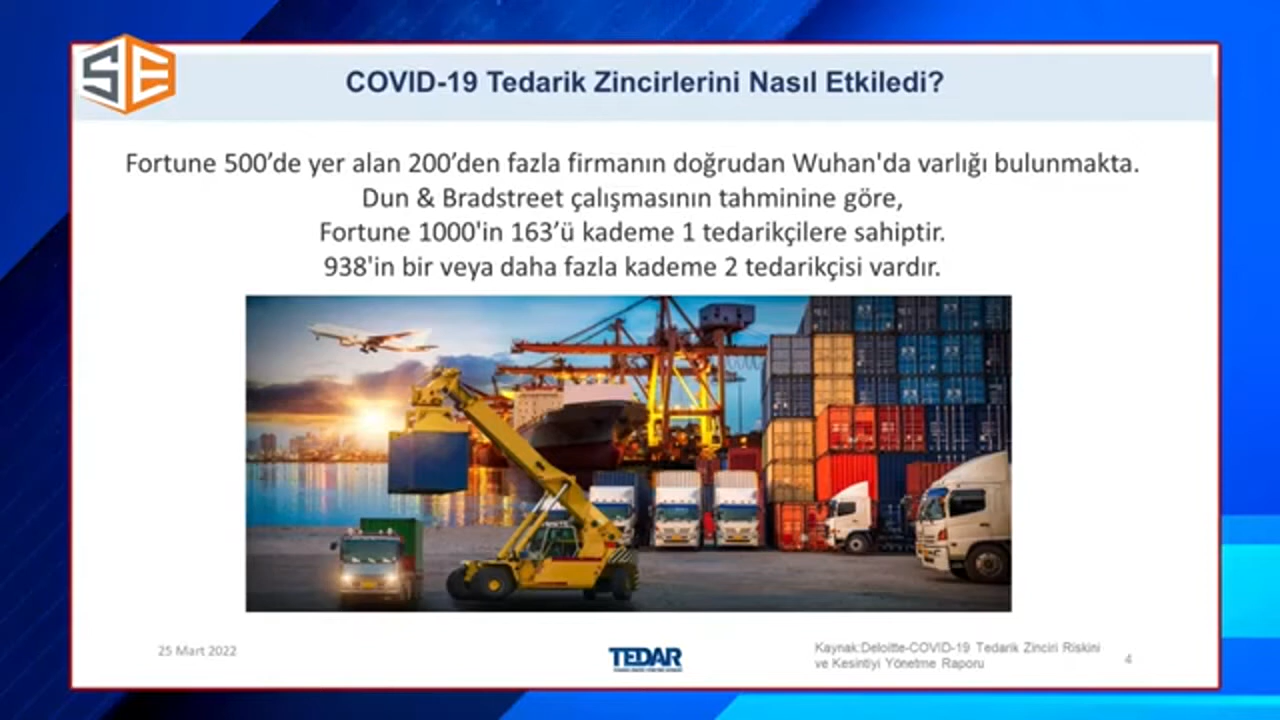 SE
COVID-19 Tedarik Zincirlerini Nasıl Etkiledi?
Fortune 500’de yer alan 200’den fazla firmanın doğrudan Wuhan'da varlığı bulunmakta.
Dun & Bradstreet çalışmasının tahminine göre,
Fortune 1000'in 163’ü kademe 1 tedarikçilere sahiptir.
938'in bir veya daha fazla kademe 2 tedarikçisi vardır.
25 Mart 2022
TEDAR
Kaynak:Deloitte-COVID-19 Tedarik Zinciri Riskini
ve Kesintiyi Yönetme Raporu
4